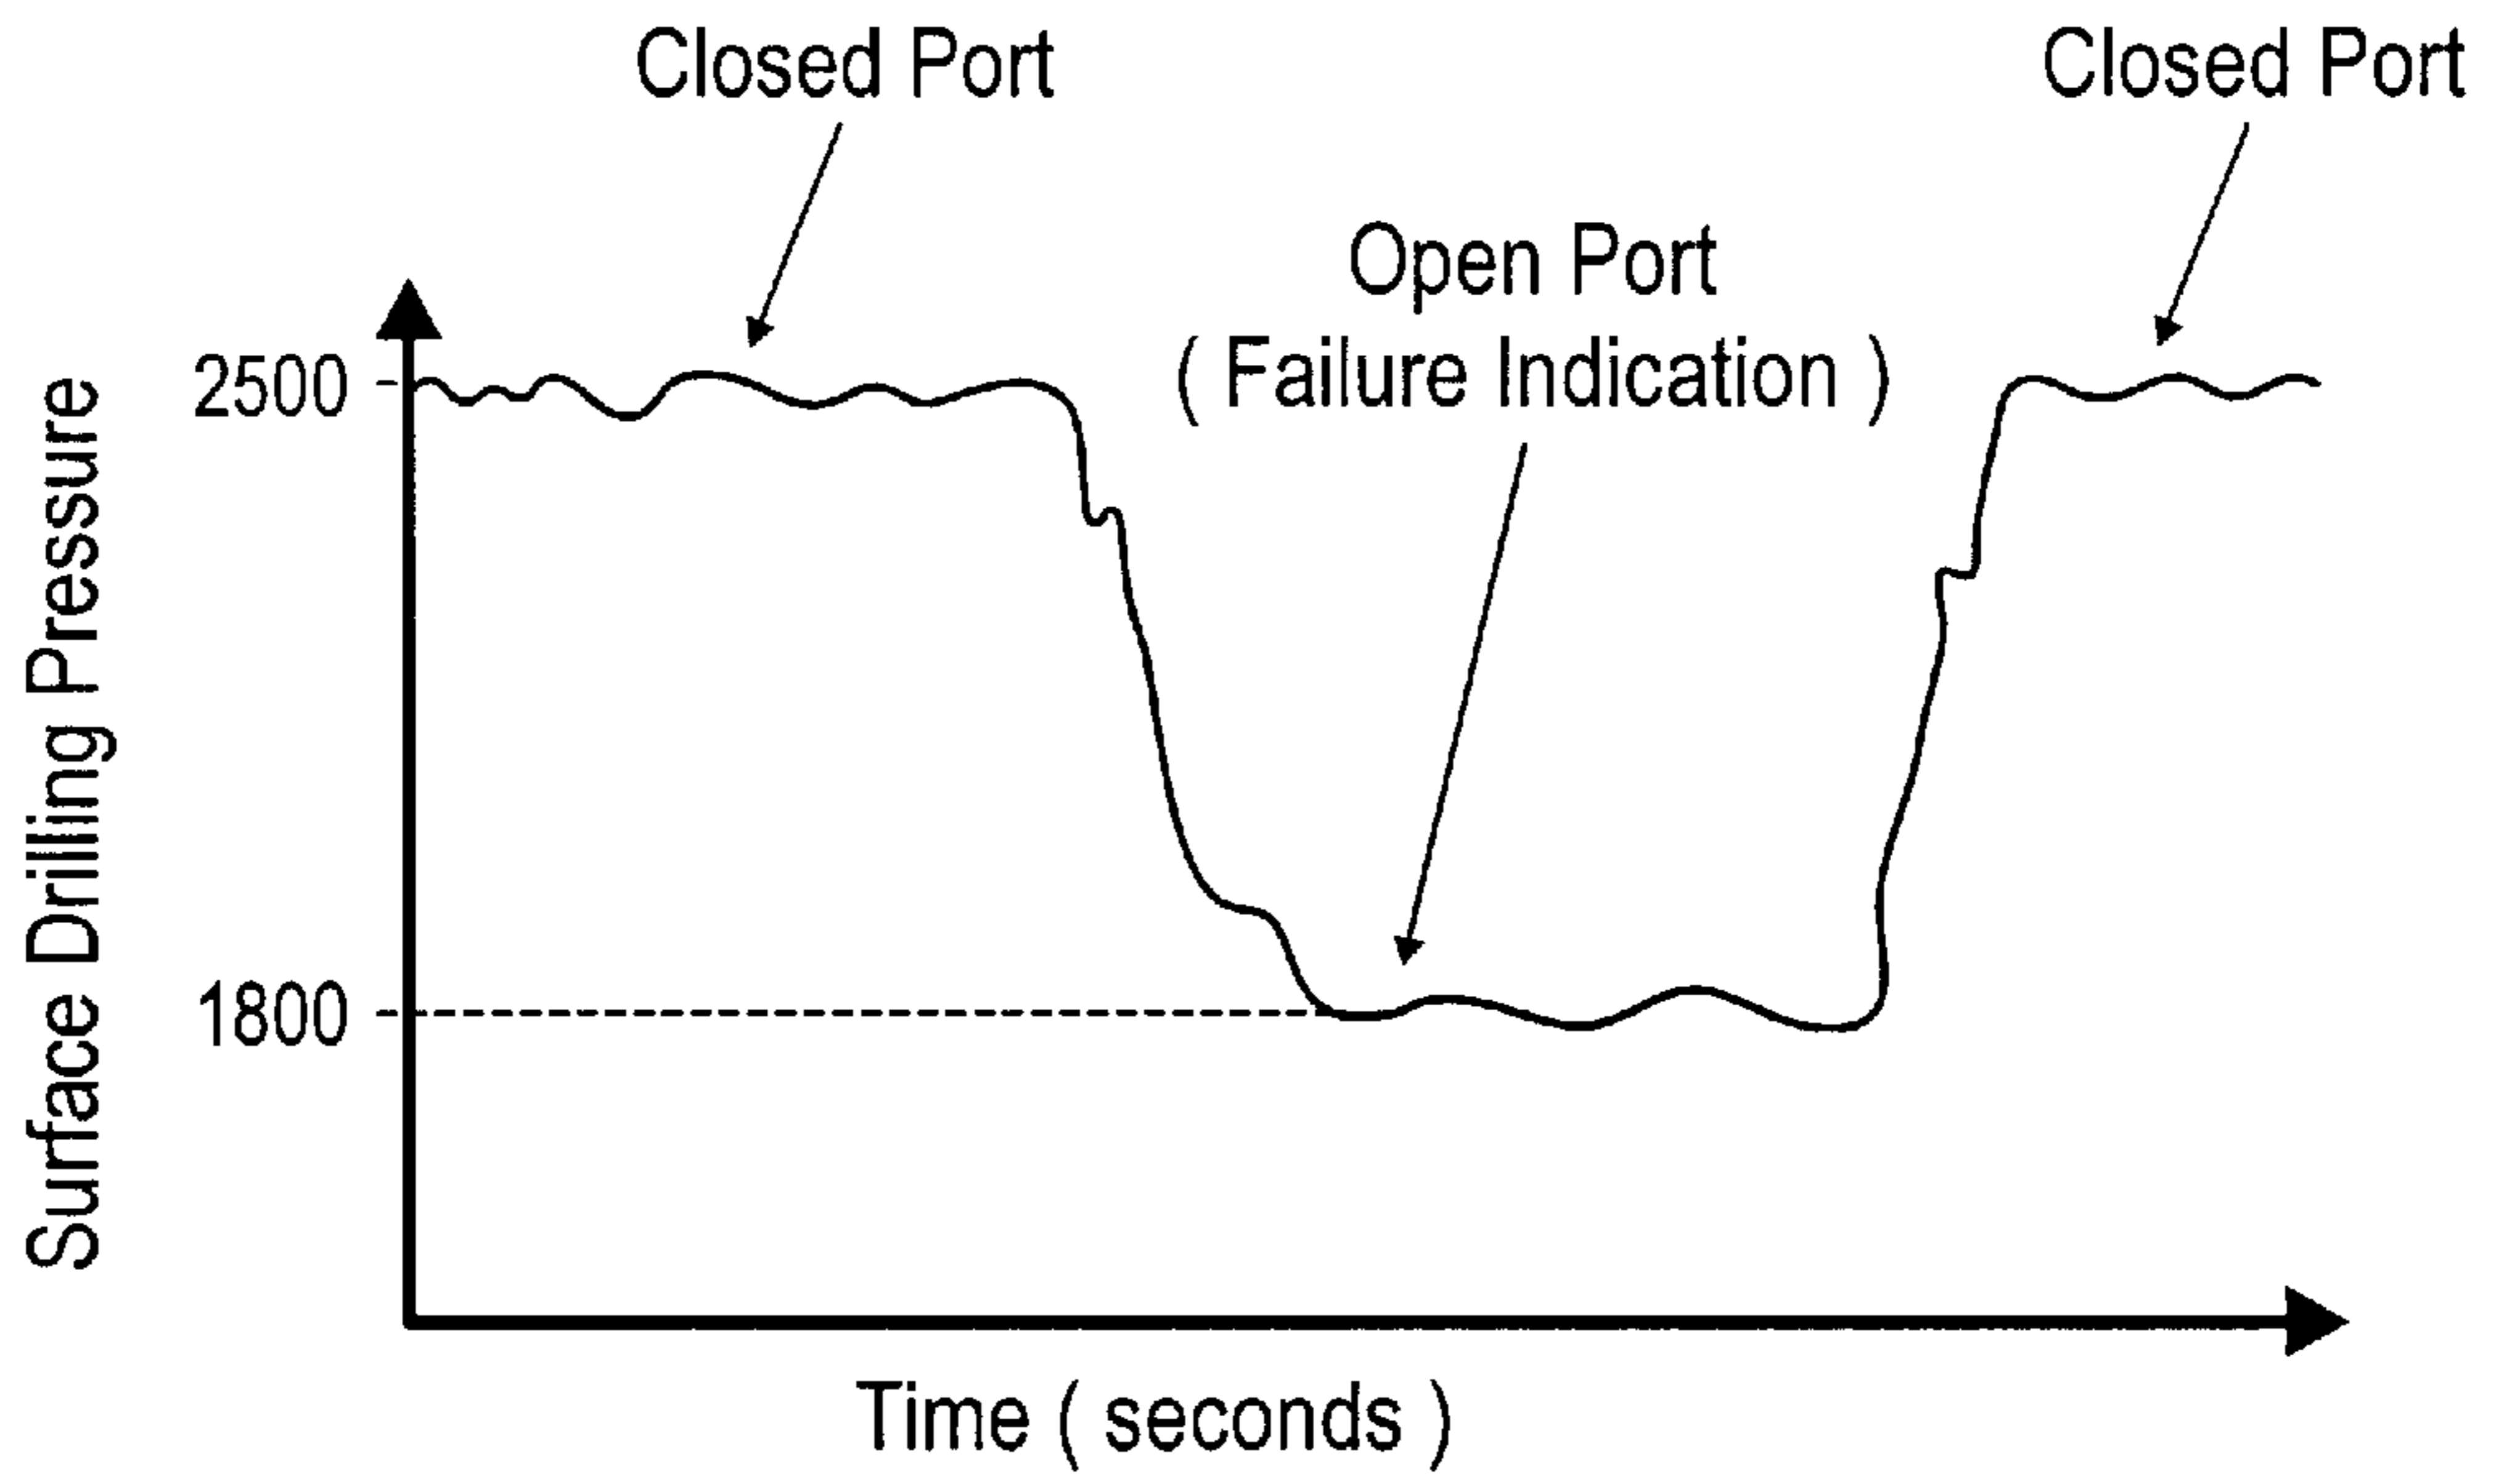 Closed Port
Closed Port
Open Port
( Failure Indication )
2500
1800
Surface Drilling Pressure
Time ( seconds )